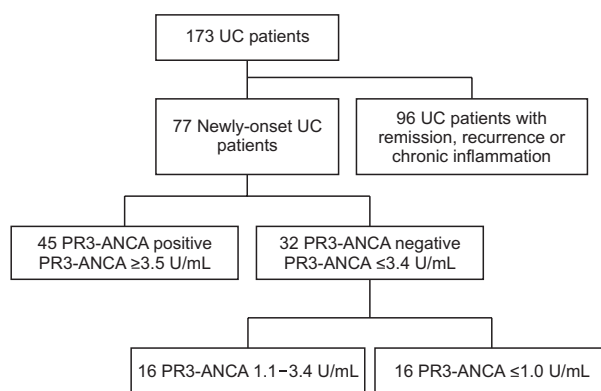 173 UC patients
77 Newly-onset UC
patients
96 UC patients with
remission, recurrence or
chronic inflammation
45 PR3-ANCA positive
PR3-ANCA ≥3.5 U/mL
32 PR3-ANCA negative
PR3-ANCA ≤3.4 U/mL
16 PR3-ANCA 1.1−3.4 U/mL
16 PR3-ANCA ≤1.0 U/mL